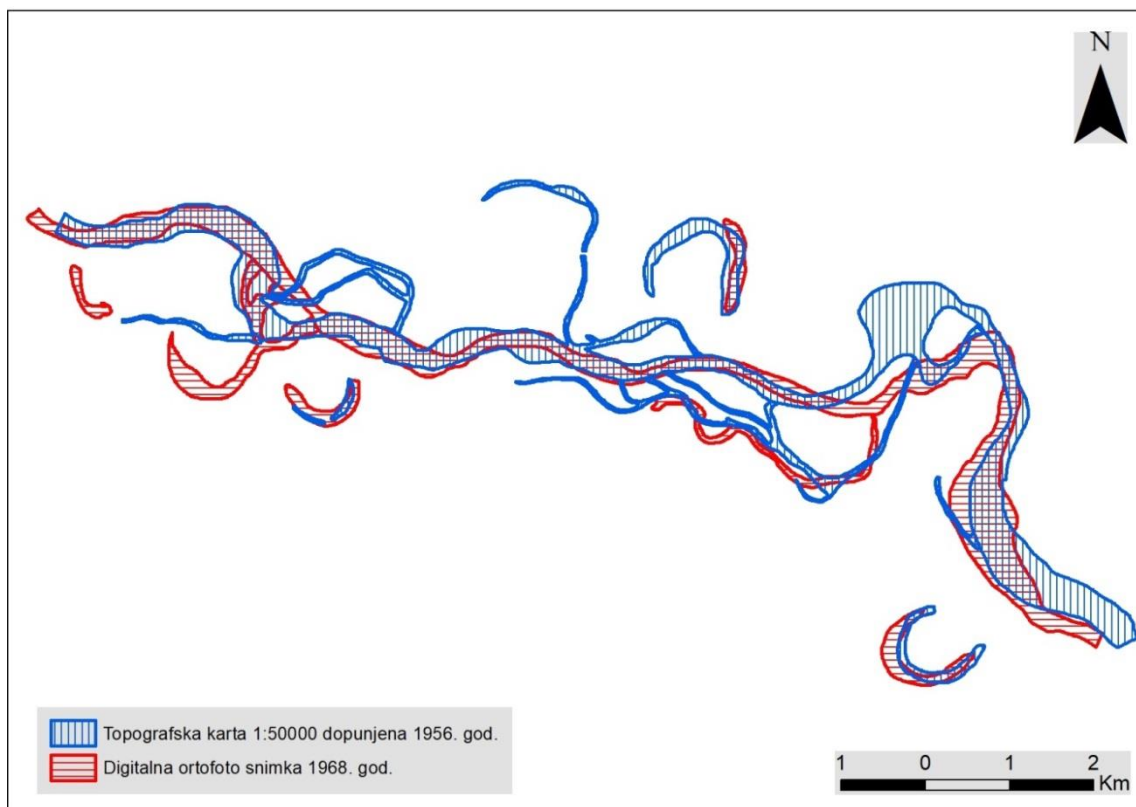 N
Topografska karta 1:50000 dopunjena 1956. god.
Digitalna ortofoto snimka 1968. god.
1 0 1 2
Km